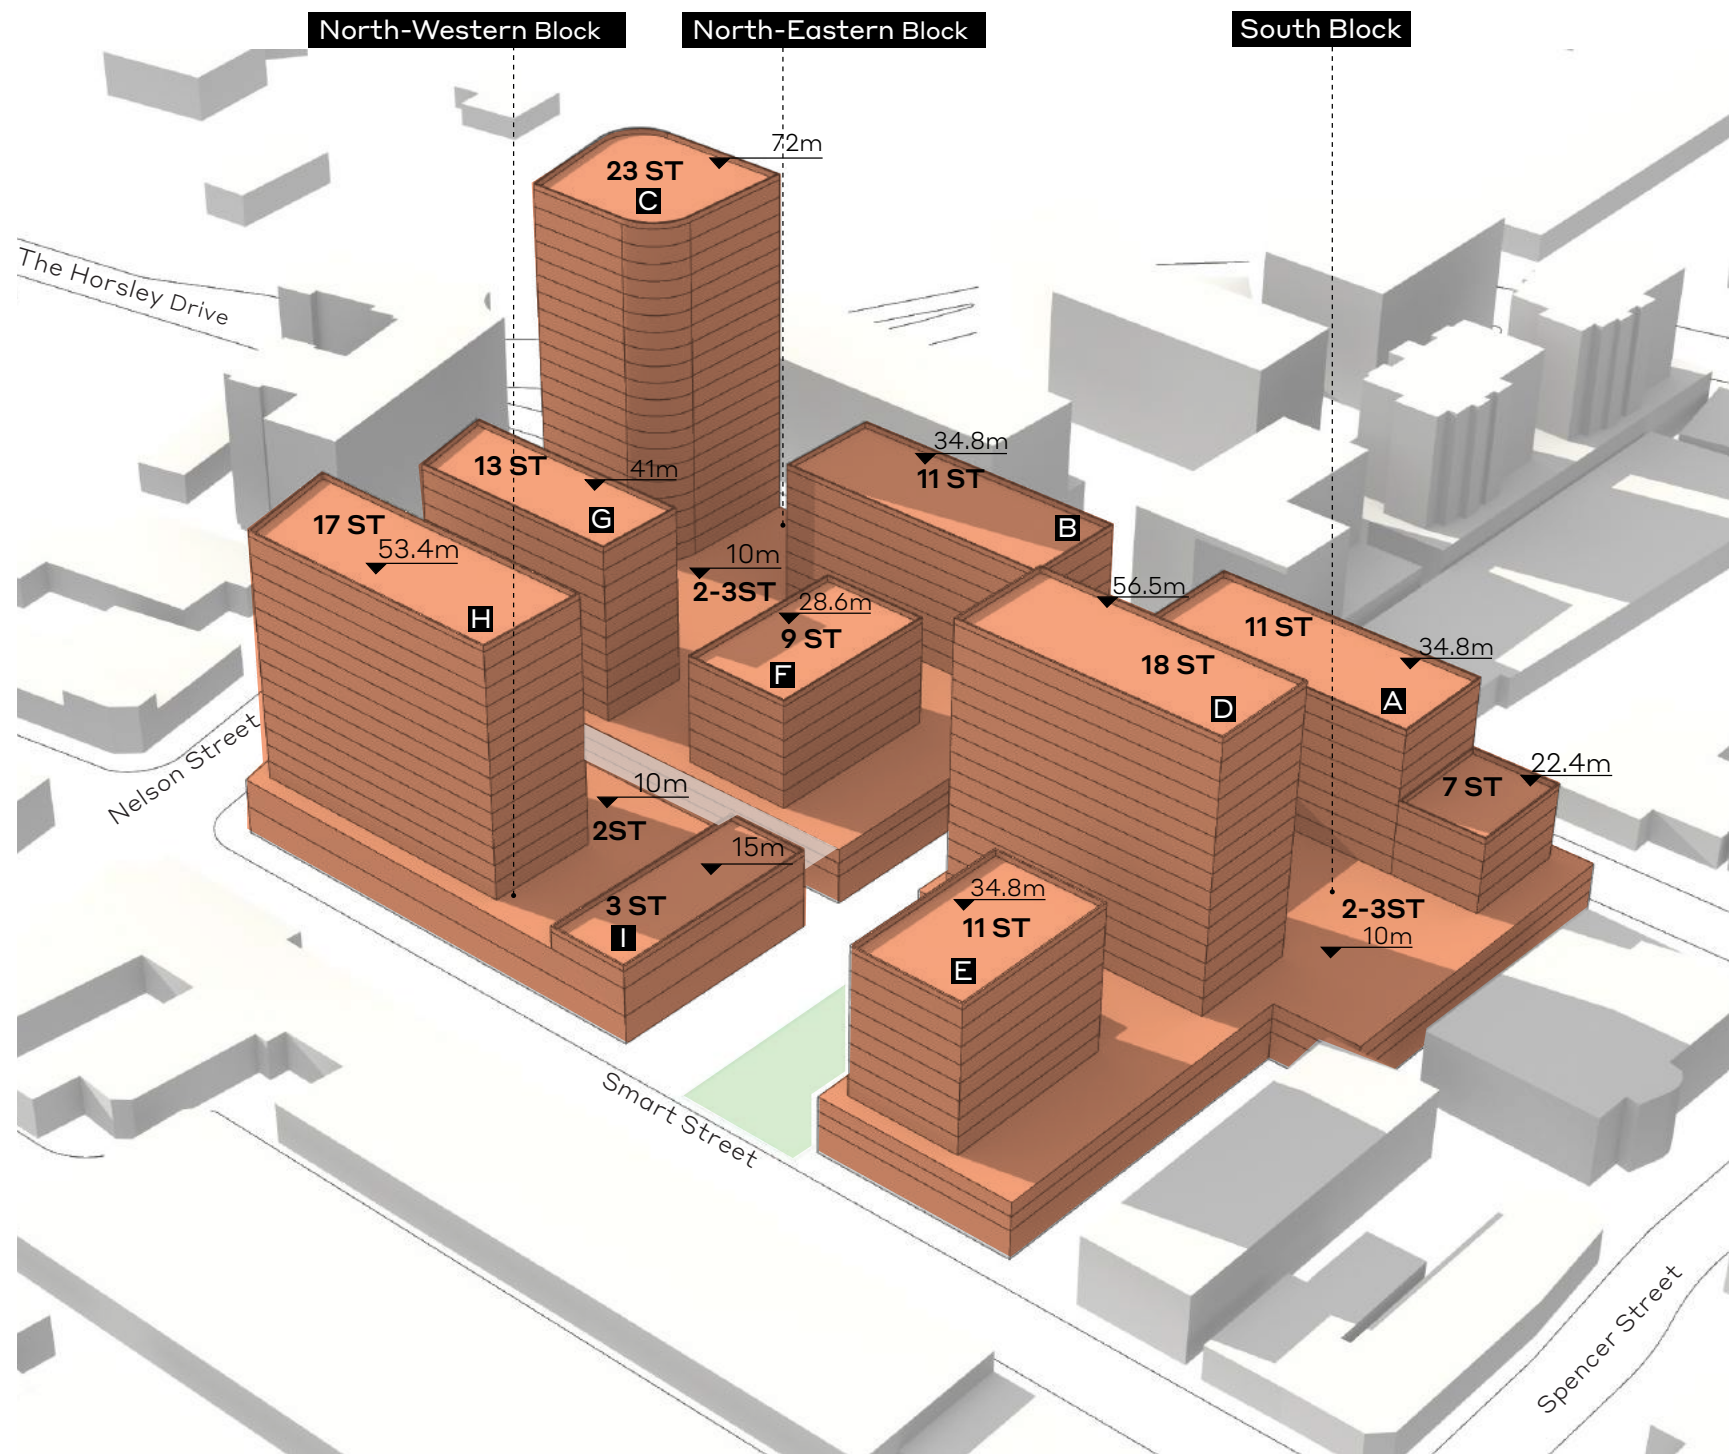 North-Western Block
North-Eastern Block
South Block
72m
23 ST
C
The Horsley Drive
13 ST
41m
G
34.8m
11 ST
B
17 ST
53.4m
H
10m
2-3ST
28.6m
9 ST
F
56.5m
18 ST
D
11 ST
34.8m
A
7 ST
22.4m
Nelson Street
10m
2ST
15m
3 ST
I
34.8m
11 ST
E
2-3ST
10m
Smart Street
Spencer Street